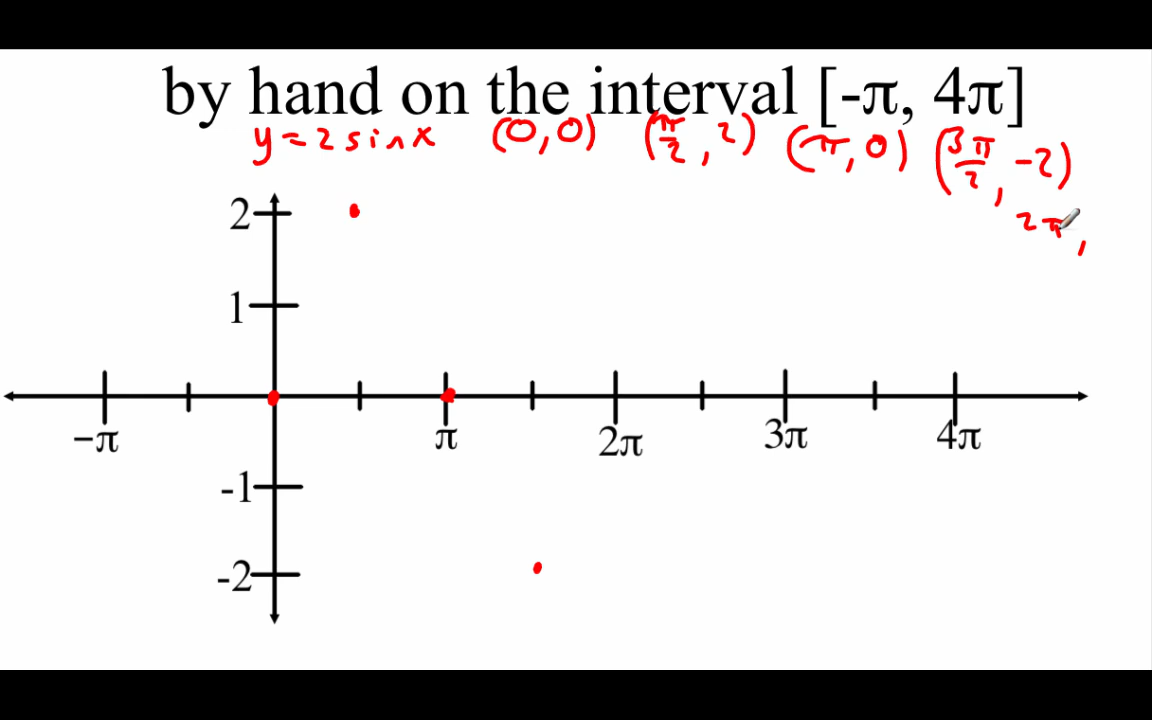 by hand on the interval [-π, 4π]
y = 2 sin x (0, 0) (π/2, 2) (π, 0) (3π/2, -2)
2π,
2
1
−π π 2π 3π 4π
-1
-2